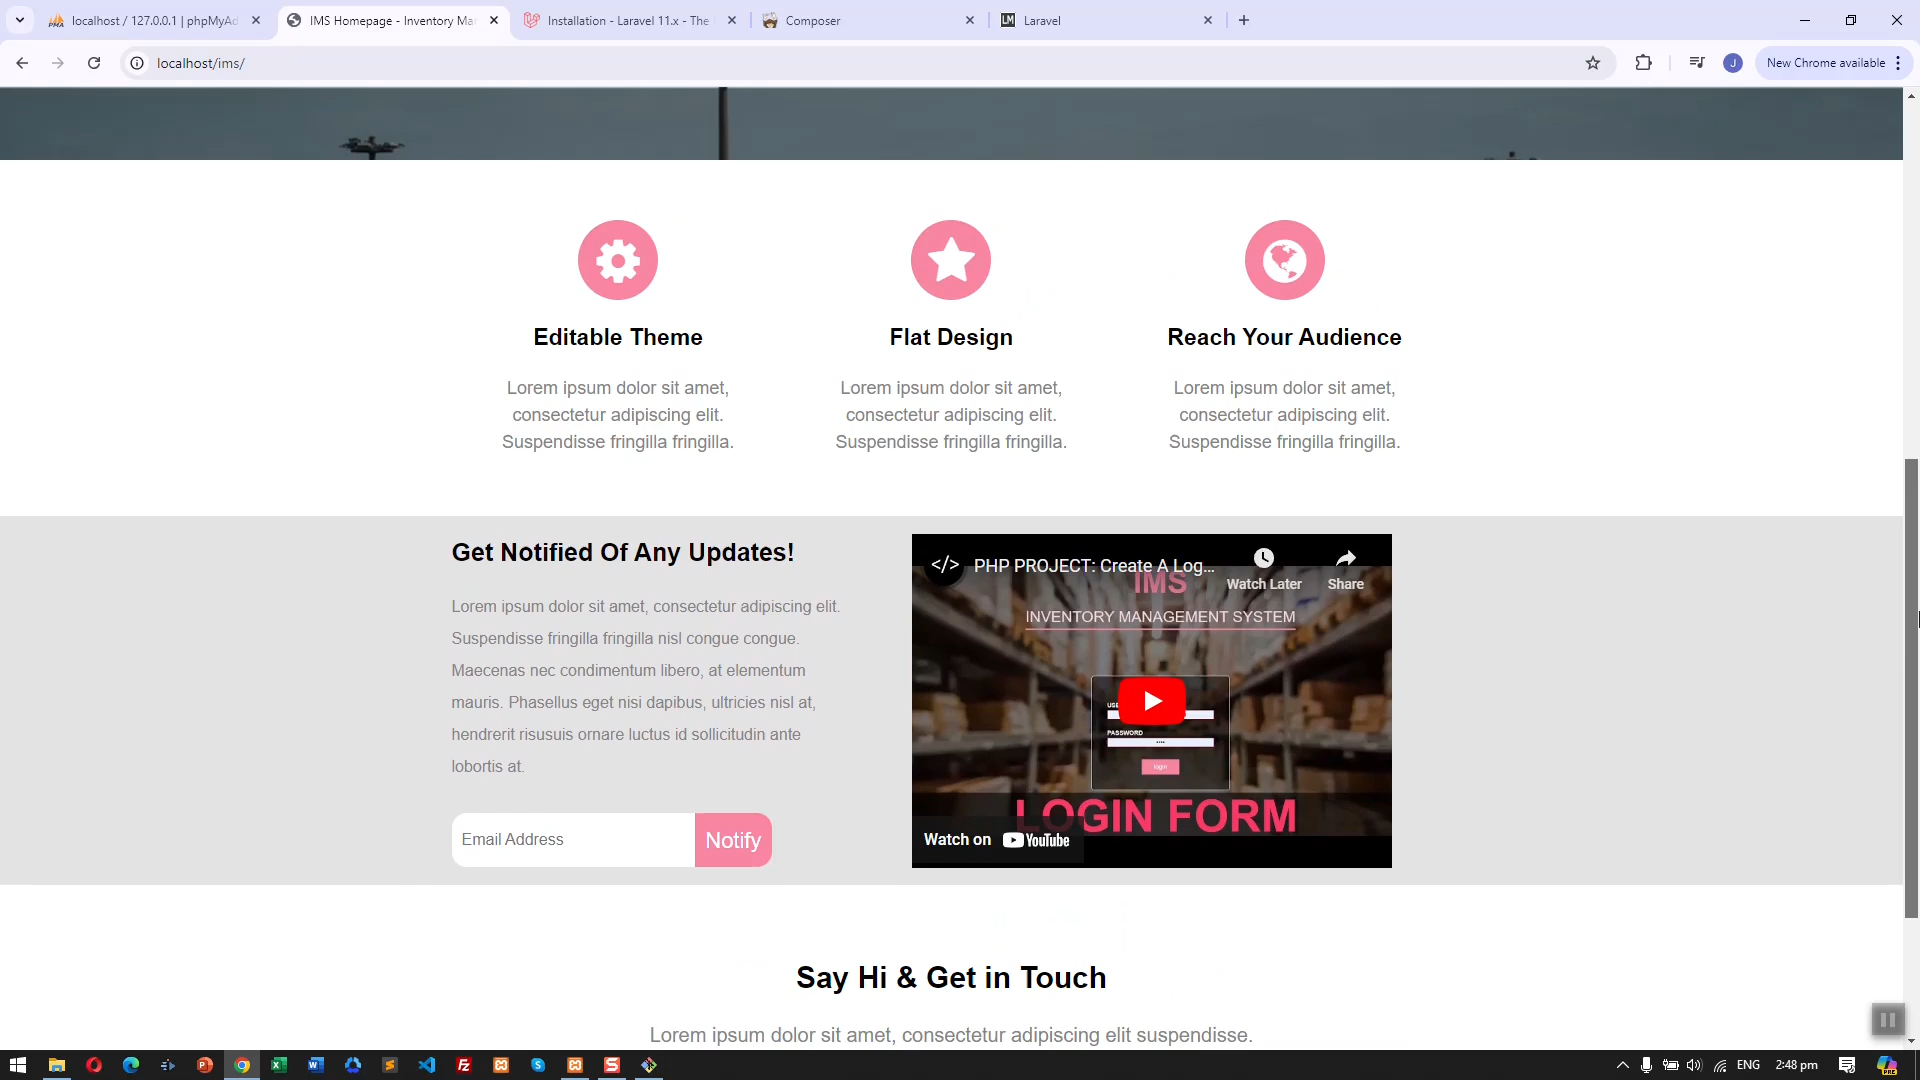 localhost / 127.0.0.1 | phpMyAd
IMS Homepage - Inventory Ma
Installation - Laravel 11.x - The
Composer
LM
Laravel
localhost/ims/
J
New Chrome available
Editable Theme
Flat Design
Reach Your Audience
Lorem ipsum dolor sit amet,
consectetur adipiscing elit.
Suspendisse fringilla fringilla.
Lorem ipsum dolor sit amet,
consectetur adipiscing elit.
Suspendisse fringilla fringilla.
Lorem ipsum dolor sit amet,
consectetur adipiscing elit.
Suspendisse fringilla fringilla.
Get Notified Of Any Updates!
Lorem ipsum dolor sit amet, consectetur adipiscing elit.
Suspendisse fringilla fringilla nisl congue congue.
Maecenas nec condimentum libero, at elementum
mauris. Phasellus eget nisi dapibus, ultricies nisl at,
hendrerit risusuis ornare luctus id sollicitudin ante
lobortis at.
Email Address
Notify
</> PHP PROJECT: Create A Log...
Watch Later
Share
IMS
INVENTORY MANAGEMENT SYSTEM
PASSWORD
login
LOGIN FORM
Watch on YouTube
Say Hi & Get in Touch
Lorem ipsum dolor sit amet, consectetur adipiscing elit suspendisse.
ENG
2:48 pm